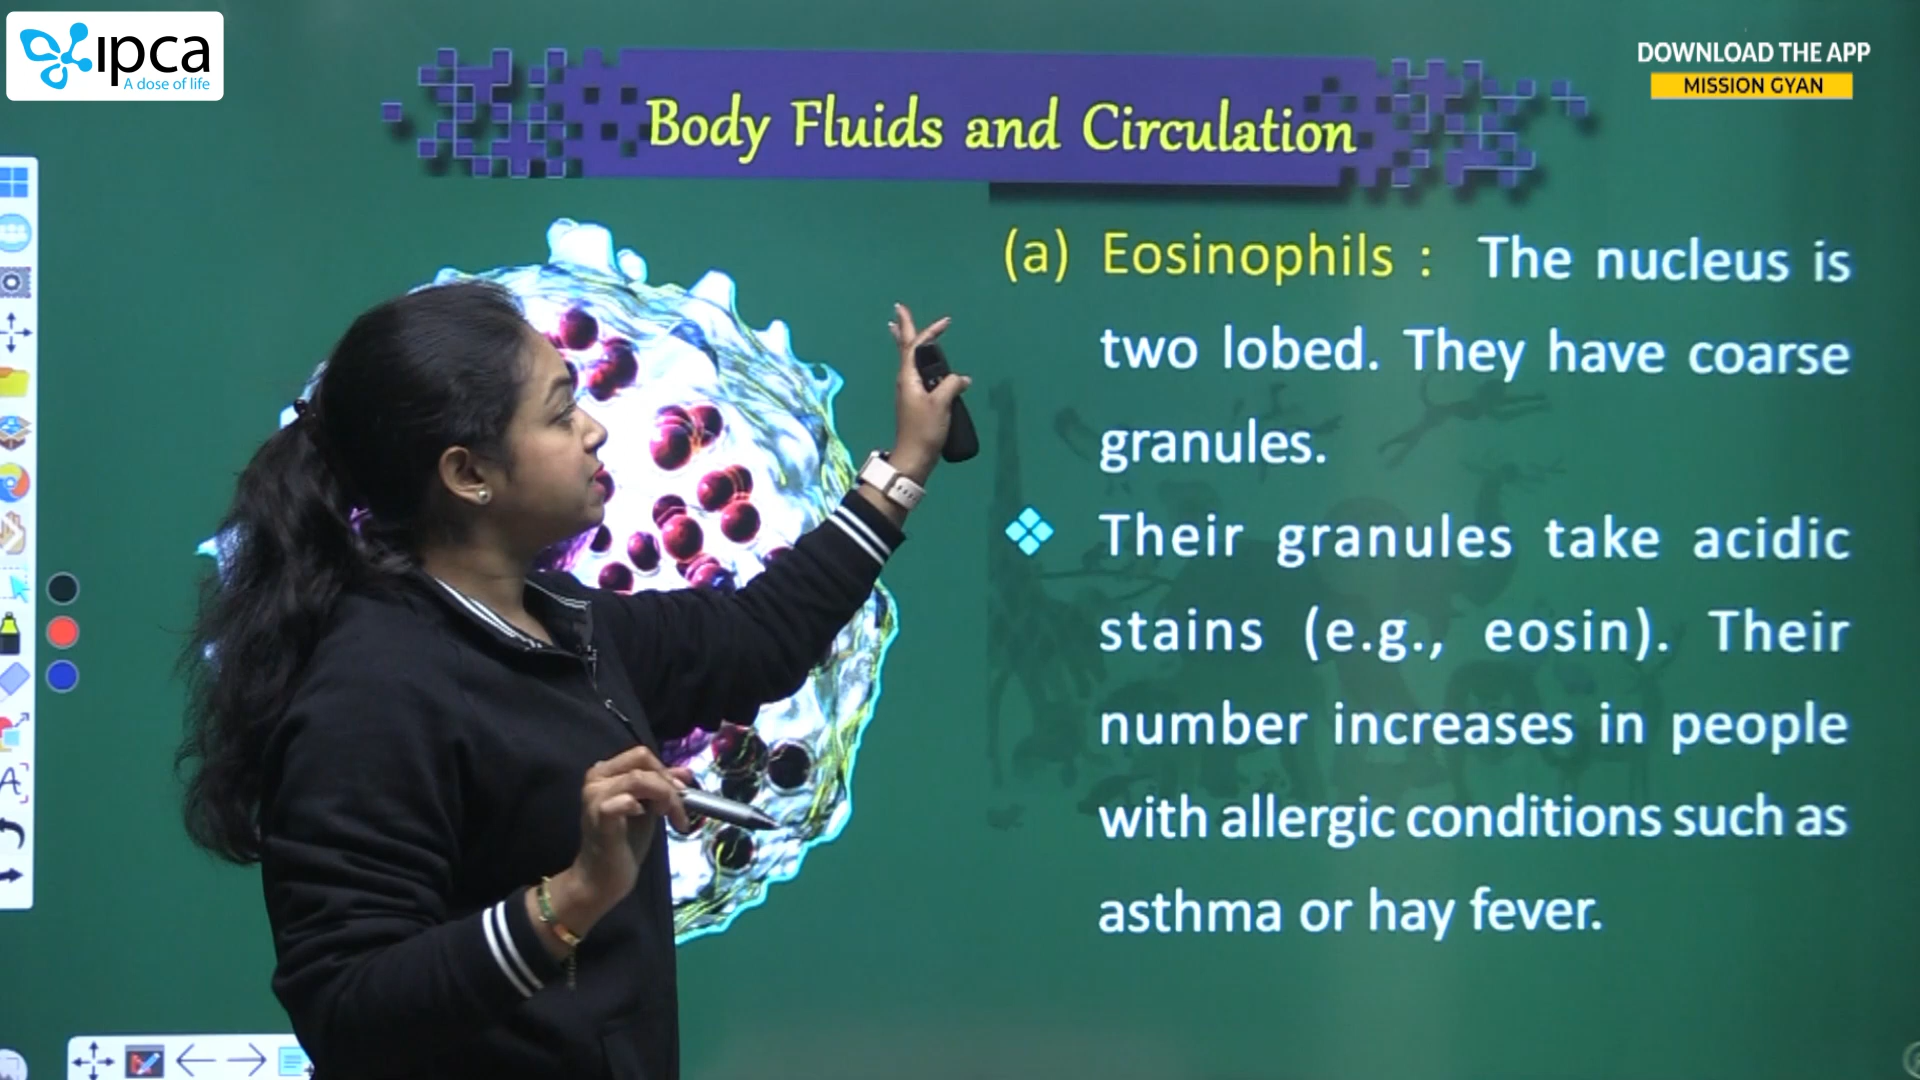 ipca
A dose of life
DOWNLOAD THE APP
MISSION GYAN
Body Fluids and Circulation
(a) Eosinophils : The nucleus is
two lobed. They have coarse
granules.
Their granules take acidic
stains (e.g., eosin). Their
number increases in people
with allergic conditions such as
asthma or hay fever.